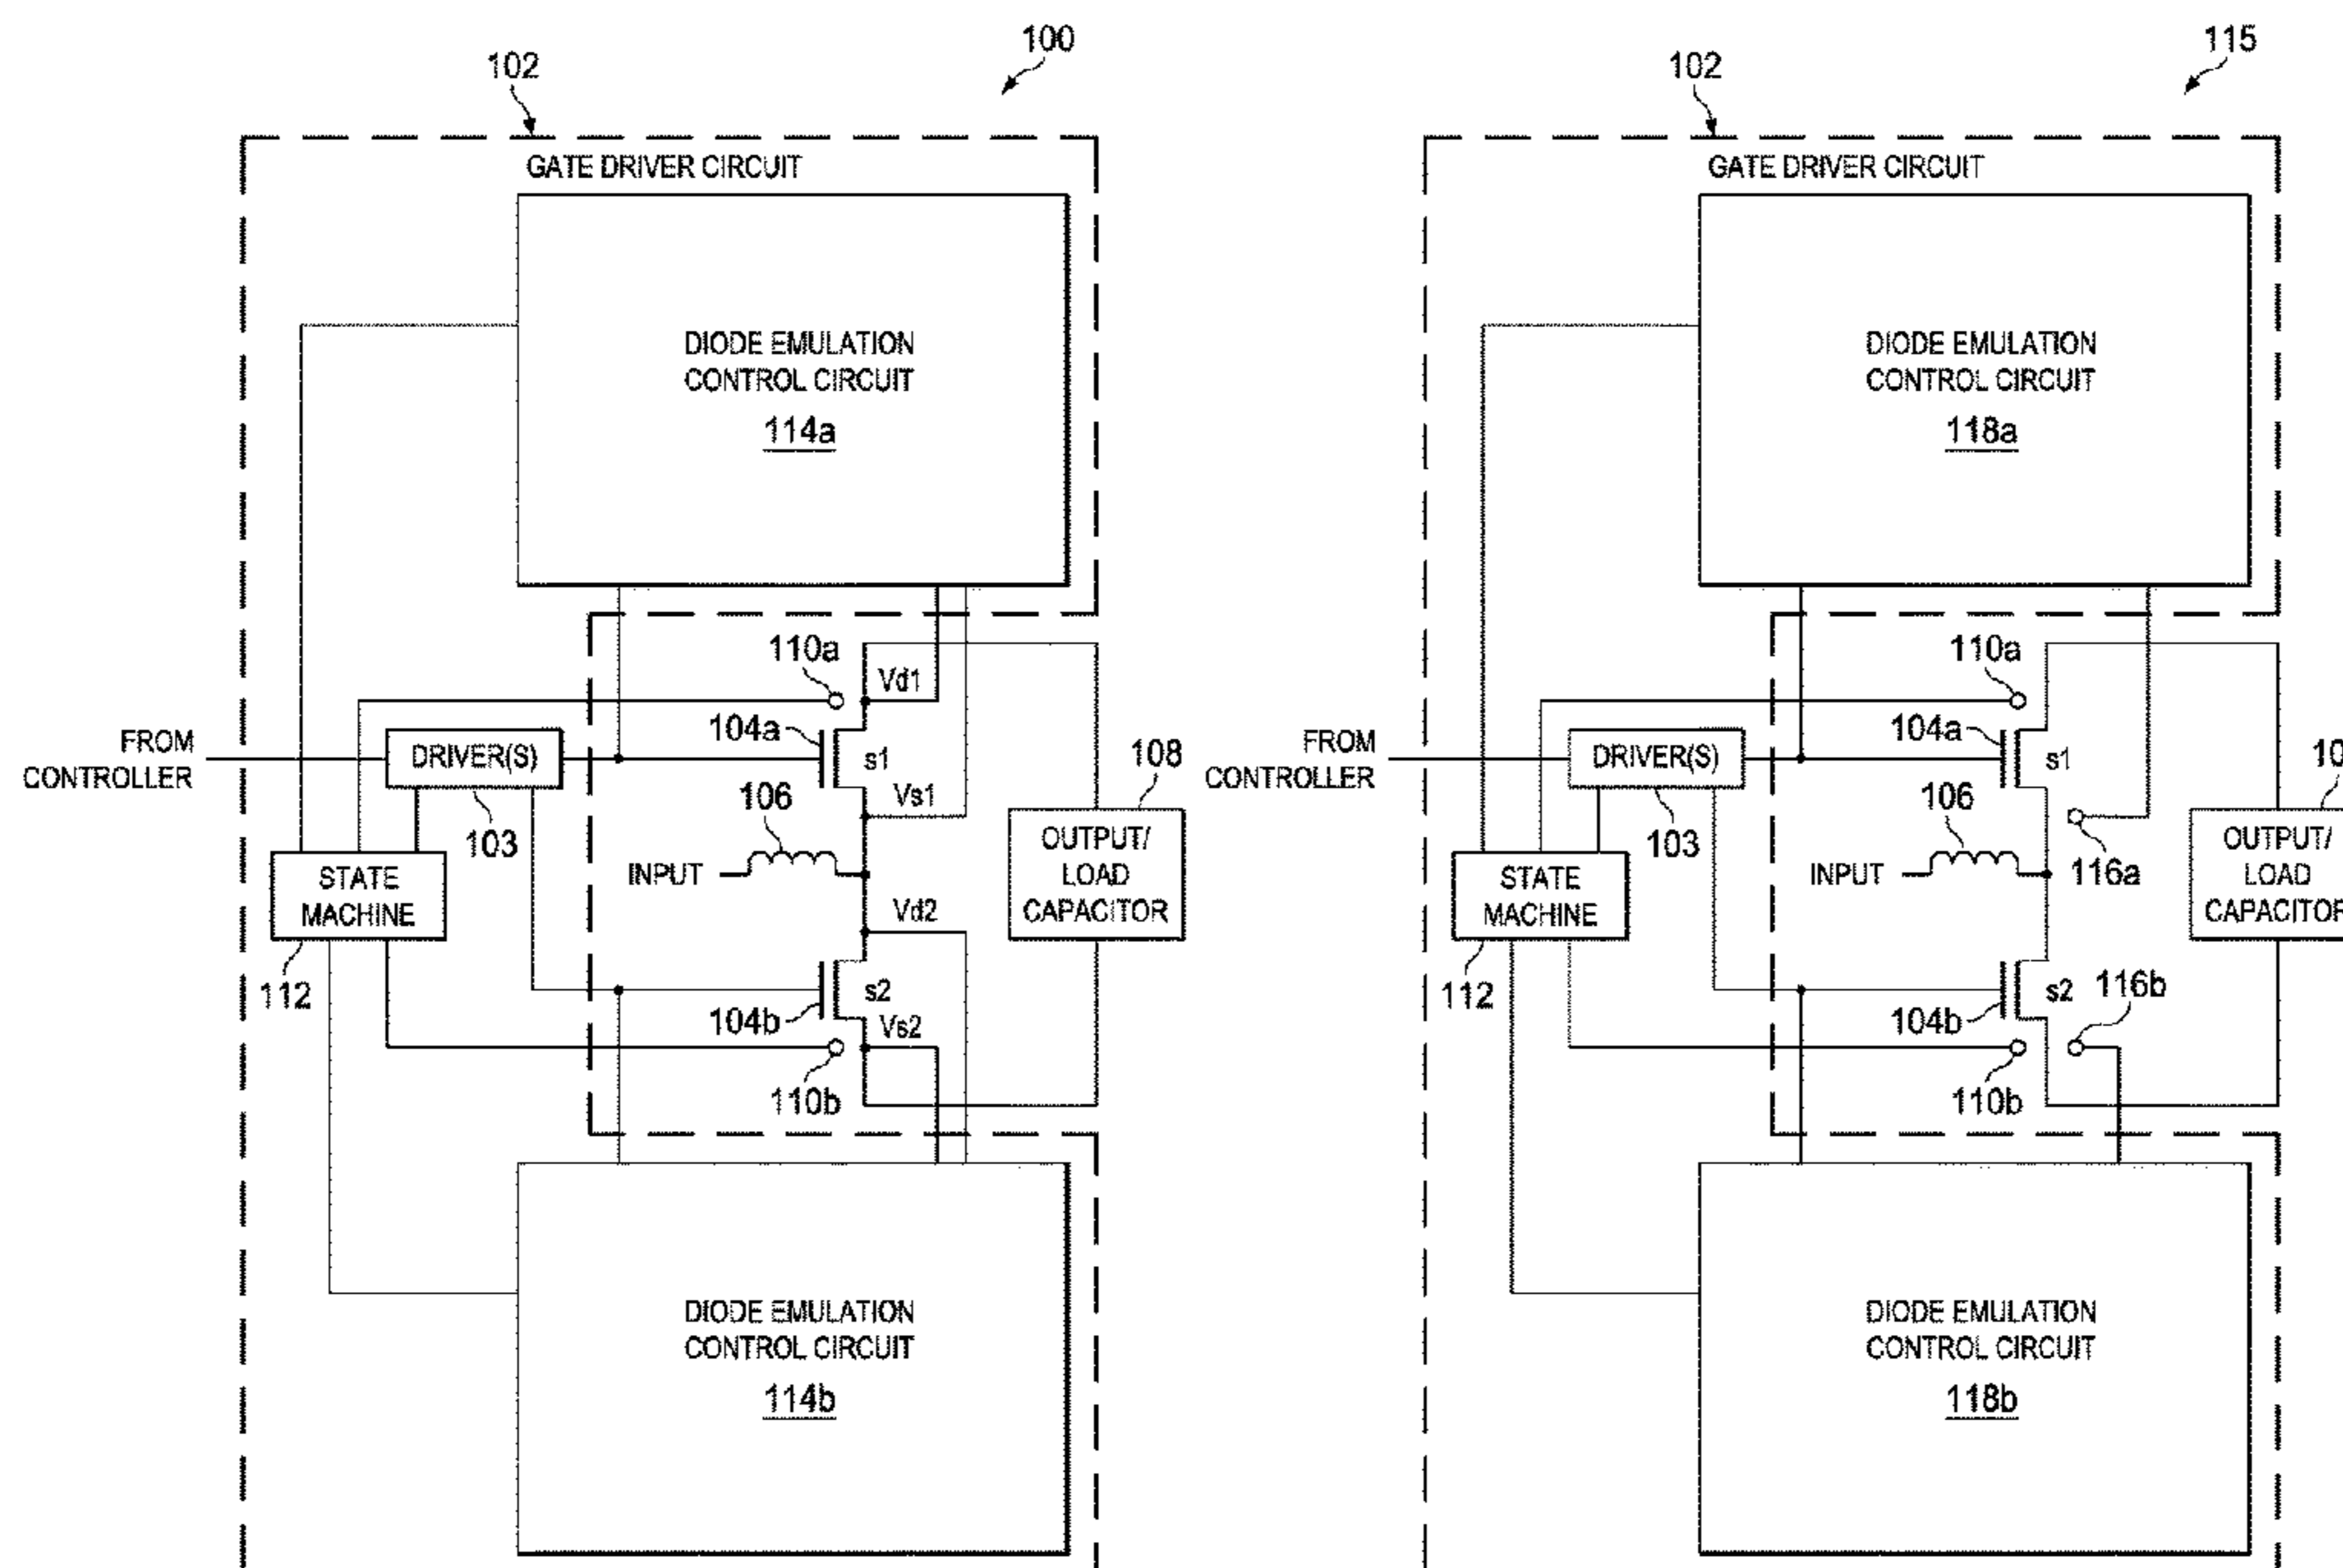 100
102
GATE DRIVER CIRCUIT
DIODE EMULATION
CONTROL CIRCUIT
114a
110a
Vd1
104a
s1
FROM
CONTROLLER
DRIVER(S)
103
Vs1
106
INPUT
108
OUTPUT/
LOAD
CAPACITOR
STATE
MACHINE
112
Vd2
s2
104b
Vs2
110b
DIODE EMULATION
CONTROL CIRCUIT
114b
115
102
GATE DRIVER CIRCUIT
DIODE EMULATION
CONTROL CIRCUIT
118a
110a
104a
s1
FROM
CONTROLLER
DRIVER(S)
103
106
INPUT
116a
10
OUTPUT/
LOAD
CAPACITOR
STATE
MACHINE
112
s2
116b
104b
110b
DIODE EMULATION
CONTROL CIRCUIT
118b